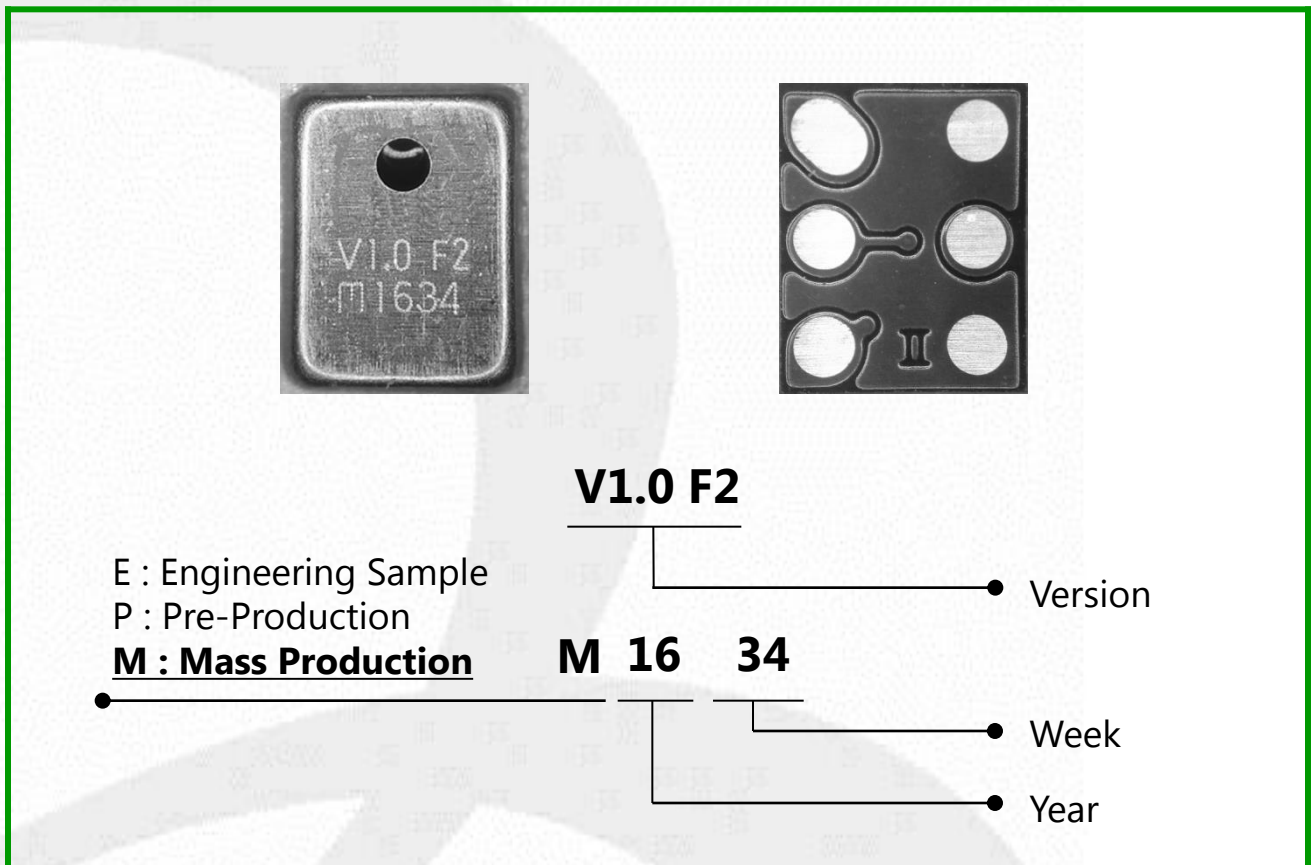 V1.0 F2
M1634
II
V1.0 F2
Version
E : Engineering Sample
P : Pre-Production
M : Mass Production
M 16 34
Week
Year